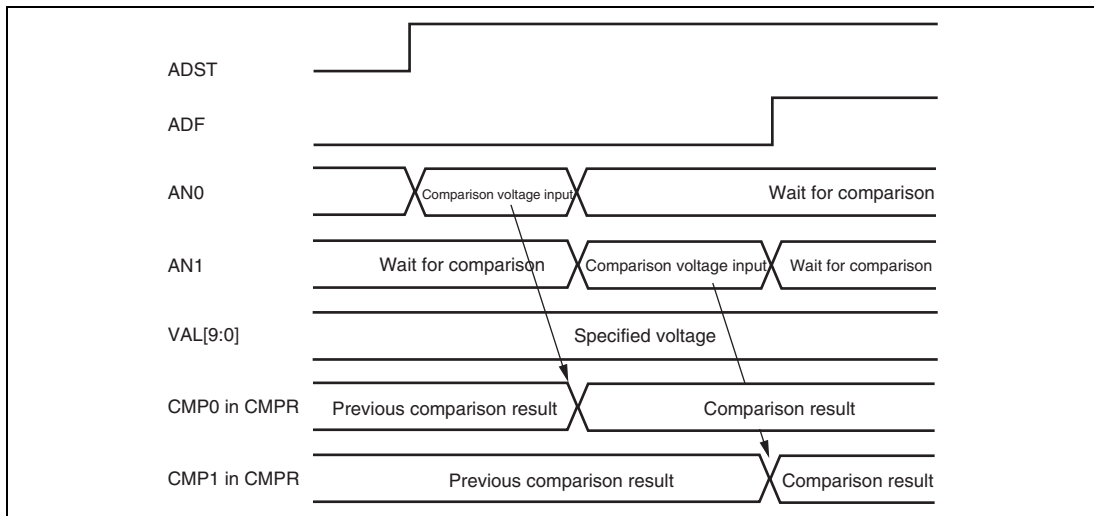 ADST
ADF
AN0 Comparison voltage input Wait for comparison
AN1 Wait for comparison Comparison voltage input Wait for comparison
VAL[9:0] Specified voltage
CMP0 in CMPR Previous comparison result Comparison result
CMP1 in CMPR Previous comparison result Comparison result